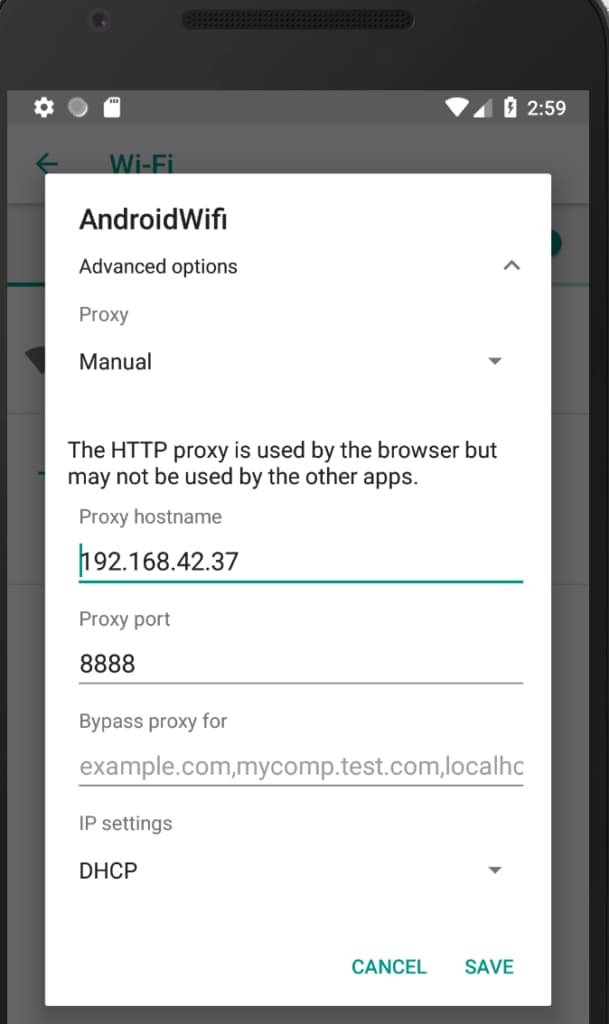 2:59
Wi-Fi
AndroidWifi
Advanced options
Proxy
Manual
The HTTP proxy is used by the browser but
may not be used by the other apps.
Proxy hostname
192.168.42.37
Proxy port
8888
Bypass proxy for
example.com,mycomp.test.com,localhc
IP settings
DHCP
CANCEL SAVE